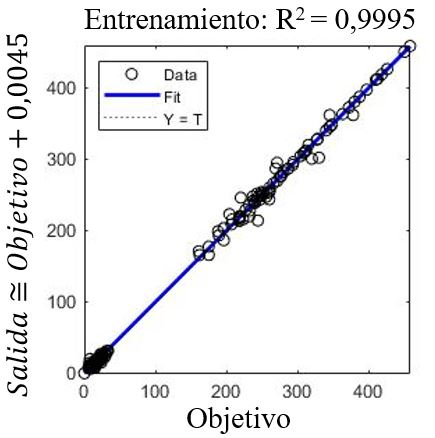 Entrenamiento: R² = 0,9995
Salida ≅ Objetivo + 0,0045
Data
Fit
Y = T
400
300
200
100
0
0 100 200 300 400
Objetivo